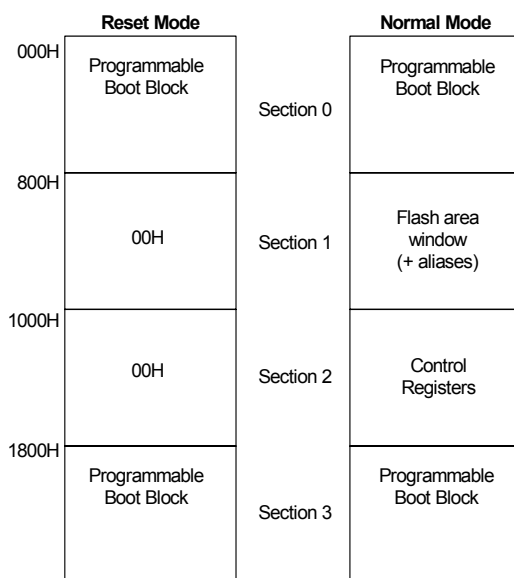 Reset Mode
Normal Mode
000H
Programmable
Boot Block
Section 0
Programmable
Boot Block
800H
00H
Section 1
Flash area
window
(+ aliases)
1000H
00H
Section 2
Control
Registers
1800H
Programmable
Boot Block
Section 3
Programmable
Boot Block